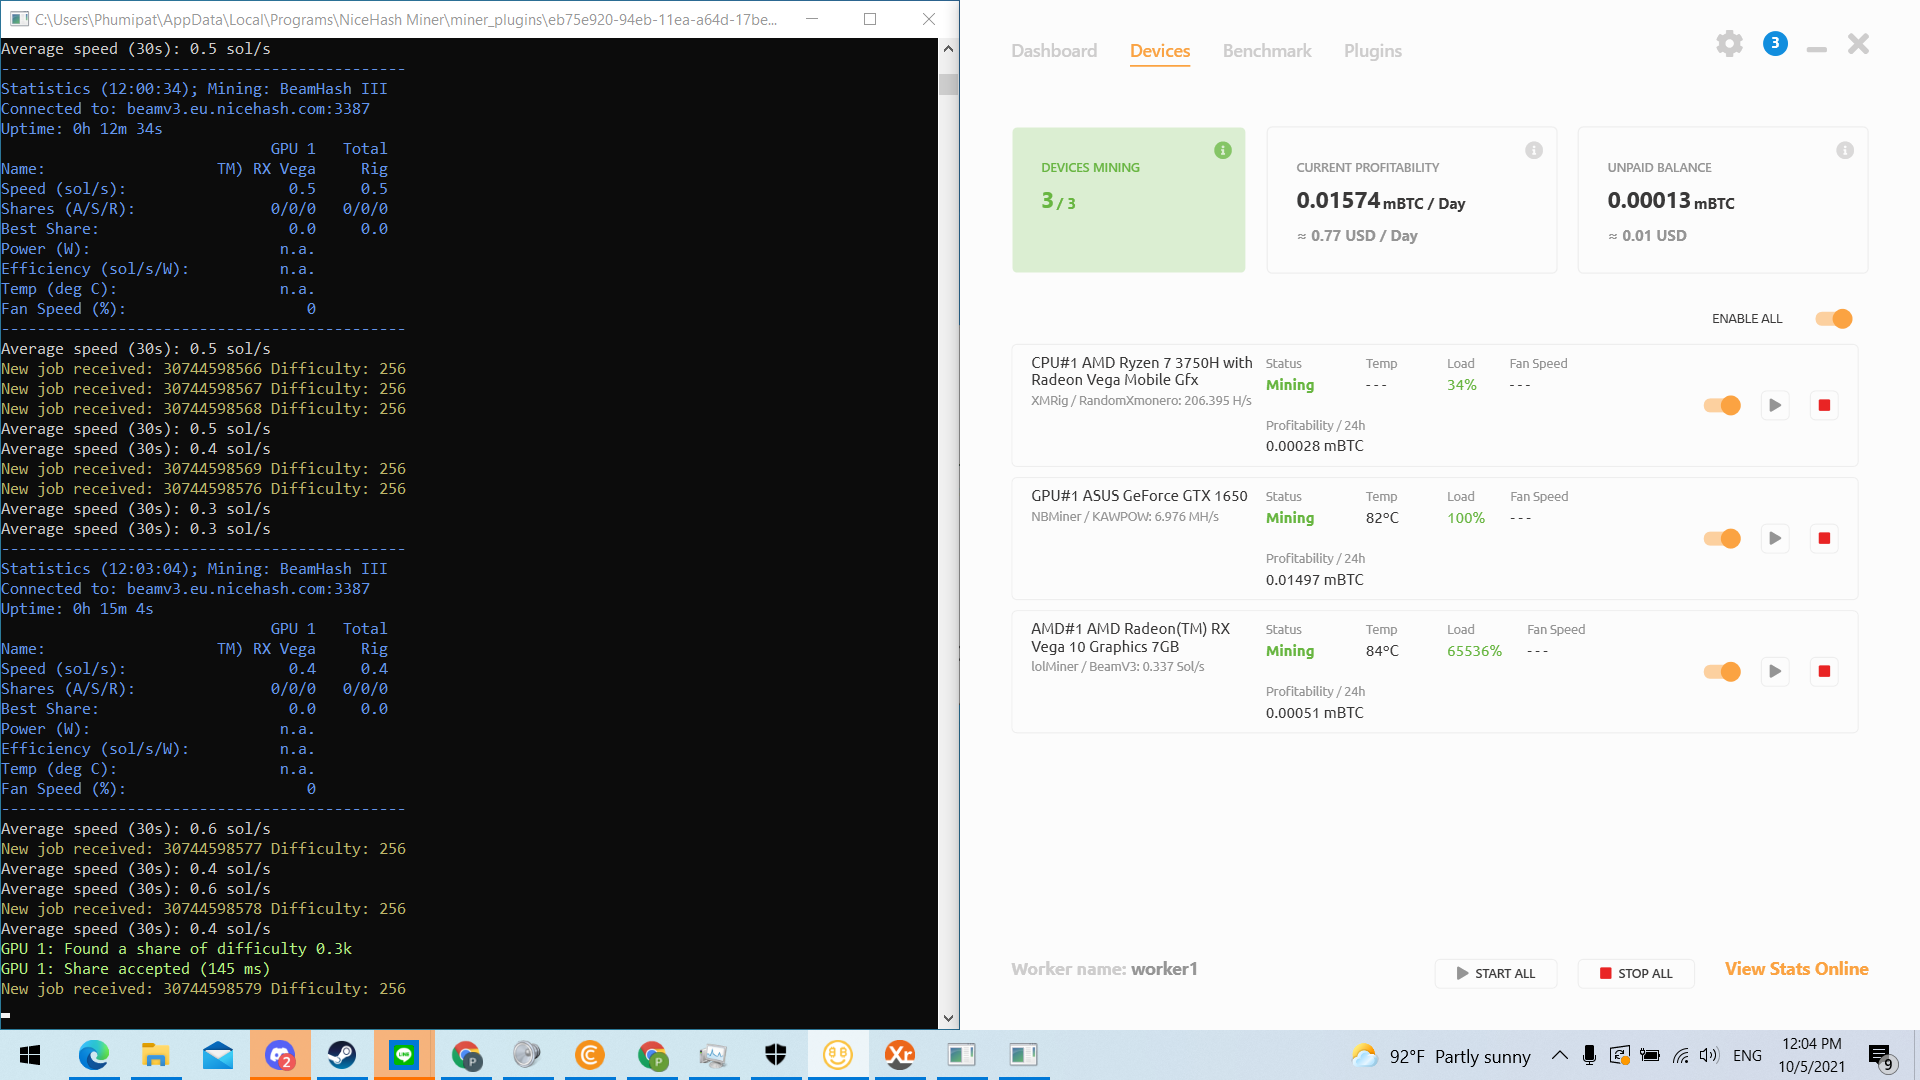 C:\Users\Phumipat\AppData\Local\Programs\NiceHash Miner\miner_plugins\eb75e920-94eb-11ea-a64d-17be...
Average speed (30s): 0.5 sol/s
---------------------------------------------
Statistics (12:00:34); Mining: BeamHash III
Connected to: beamv3.eu.nicehash.com:3387
Uptime: 0h 12m 34s
GPU 1 Total
Name: TM) RX Vega Rig
Speed (sol/s): 0.5 0.5
Shares (A/S/R): 0/0/0 0/0/0
Best Share: 0.0 0.0
Power (W): n.a.
Efficiency (sol/s/W): n.a.
Temp (deg C): n.a.
Fan Speed (%): 0
---------------------------------------------
Average speed (30s): 0.5 sol/s
New job received: 30744598566 Difficulty: 256
New job received: 30744598567 Difficulty: 256
New job received: 30744598568 Difficulty: 256
Average speed (30s): 0.5 sol/s
Average speed (30s): 0.4 sol/s
New job received: 30744598569 Difficulty: 256
New job received: 30744598576 Difficulty: 256
Average speed (30s): 0.3 sol/s
Average speed (30s): 0.3 sol/s
---------------------------------------------
Statistics (12:03:04); Mining: BeamHash III
Connected to: beamv3.eu.nicehash.com:3387
Uptime: 0h 15m 4s
GPU 1 Total
Name: TM) RX Vega Rig
Speed (sol/s): 0.4 0.4
Shares (A/S/R): 0/0/0 0/0/0
Best Share: 0.0 0.0
Power (W): n.a.
Efficiency (sol/s/W): n.a.
Temp (deg C): n.a.
Fan Speed (%): 0
---------------------------------------------
Average speed (30s): 0.6 sol/s
New job received: 30744598577 Difficulty: 256
Average speed (30s): 0.4 sol/s
Average speed (30s): 0.6 sol/s
New job received: 30744598578 Difficulty: 256
Average speed (30s): 0.4 sol/s
GPU 1: Found a share of difficulty 0.3k
GPU 1: Share accepted (145 ms)
New job received: 30744598579 Difficulty: 256
Dashboard Devices Benchmark Plugins 3
DEVICES MINING
3 / 3
CURRENT PROFITABILITY
0.01574 mBTC / Day
≈ 0.77 USD / Day
UNPAID BALANCE
0.00013 mBTC
≈ 0.01 USD
ENABLE ALL
CPU#1 AMD Ryzen 7 3750H with
Radeon Vega Mobile Gfx
XMRig / RandomXmonero: 206.395 H/s
Status Temp Load Fan Speed
Mining - - - 34% - - -
Profitability / 24h
0.00028 mBTC
GPU#1 ASUS GeForce GTX 1650
NBMiner / KAWPOW: 6.976 MH/s
Status Temp Load Fan Speed
Mining 82°C 100% - - -
Profitability / 24h
0.01497 mBTC
AMD#1 AMD Radeon(TM) RX
Vega 10 Graphics 7GB
lolMiner / BeamV3: 0.337 Sol/s
Status Temp Load Fan Speed
Mining 84°C 65536% - - -
Profitability / 24h
0.00051 mBTC
Worker name: worker1
START ALL
STOP ALL
View Stats Online
2
LINE
P
P
Xr
92°F Partly sunny
ENG
12:04 PM
10/5/2021
9